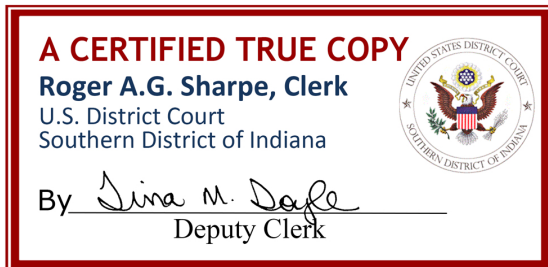 A CERTIFIED TRUE COPY
Roger A.G. Sharpe, Clerk
U.S. District Court
Southern District of Indiana
UNITED STATES DISTRICT COURT
SOUTHERN DISTRICT OF INDIANA
By Tina M. Doyle
Deputy Clerk